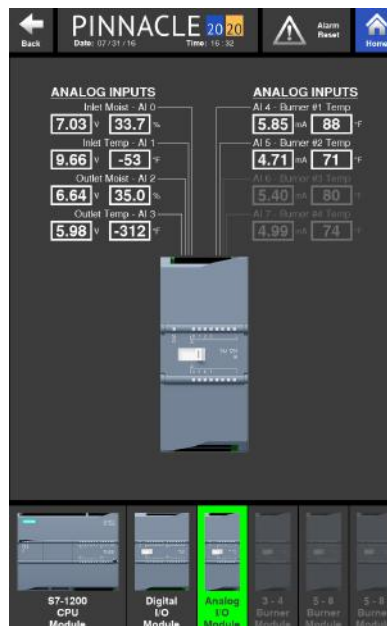 Back
PINNACLE 20 20
Date: 07/31/16 Time: 16:32
Alarm Reset
Home
ANALOG INPUTS
Inlet Moist - AI 0
7.03 V 33.7 %
Inlet Temp - AI 1
9.66 V -53 °F
Outlet Moist - AI 2
6.64 V 35.0 %
Outlet Temp - AI 3
5.98 V -312 °F
ANALOG INPUTS
AI 4 - Burner #1 Temp
5.85 mA 88 °F
AI 5 - Burner #2 Temp
4.71 mA 71 °F
AI 6 - Burner #3 Temp
5.40 mA 80 °F
AI 7 - Burner #4 Temp
4.99 mA 74 °F
S7-1200
CPU
Module
Digital
I/O
Module
Analog
I/O
Module
3 - 4
Burner
Module
5 - 6
Burner
Module
Burner
Module